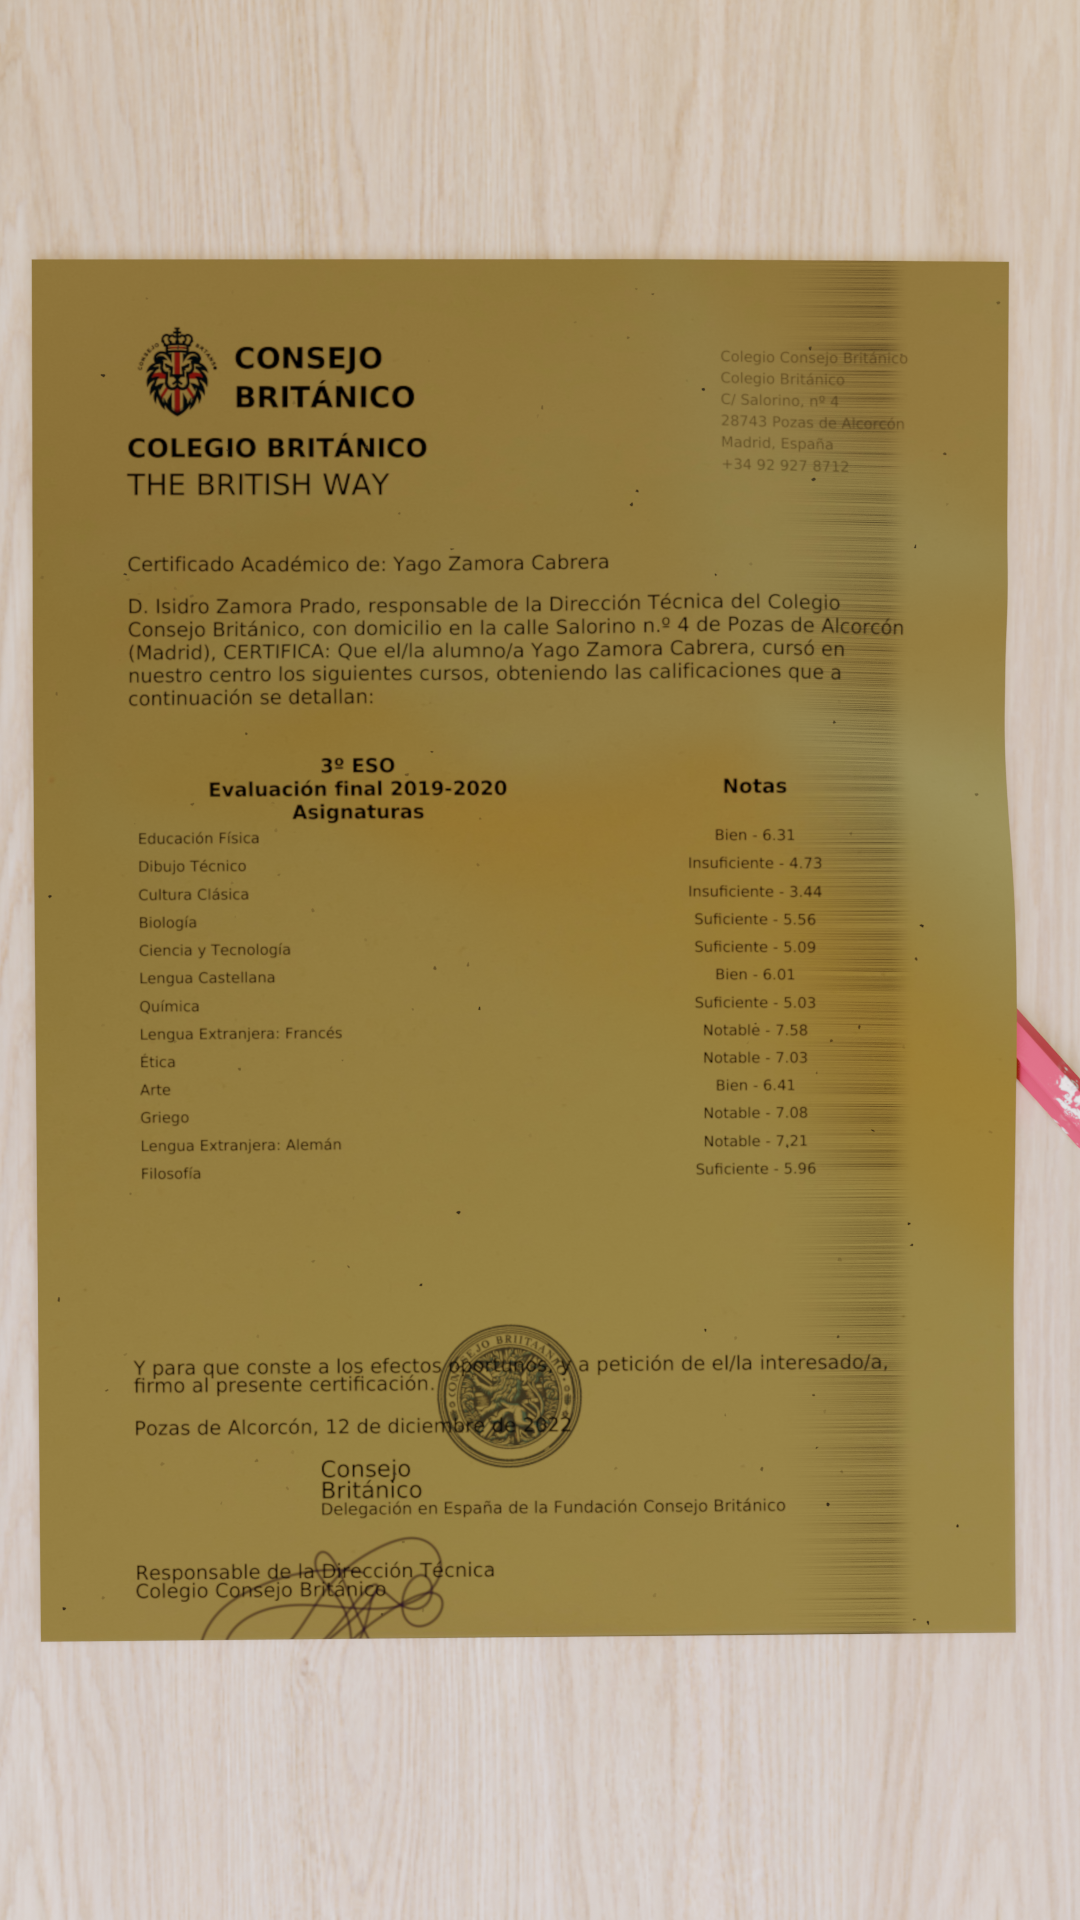 CONSEJO
BRITÁNICO
COLEGIO BRITÁNICO
THE BRITISH WAY
Colegio Consejo Británico
Colegio Británico
C/ Salorino, nº 4
28743 Pozas de Alcorcón
Madrid, España
+34 92 927 8712
Certificado Académico de: Yago Zamora Cabrera
D. Isidro Zamora Prado, responsable de la Dirección Técnica del Colegio
Consejo Británico, con domicilio en la calle Salorino n.º 4 de Pozas de Alcorcón
(Madrid), CERTIFICA: Que el/la alumno/a Yago Zamora Cabrera, cursó en
nuestro centro los siguientes cursos, obteniendo las calificaciones que a
continuación se detallan:
3º ESO
Evaluación final 2019-2020
Asignaturas
Notas
Educación Física Bien - 6.31
Dibujo Técnico Insuficiente - 4.73
Cultura Clásica Insuficiente - 3.44
Biología Suficiente - 5.56
Ciencia y Tecnología Suficiente - 5.09
Lengua Castellana Bien - 6.01
Química Suficiente - 5.03
Lengua Extranjera: Francés Notable - 7.58
Ética Notable - 7.03
Arte Bien - 6.41
Griego Notable - 7.08
Lengua Extranjera: Alemán Notable - 7.21
Filosofía Suficiente - 5.96
Y para que conste a los efectos oportunos, y a petición de el/la interesado/a,
firmo al presente certificación.
Pozas de Alcorcón, 12 de diciembre de 2022
Consejo
Británico
Delegación en España de la Fundación Consejo Británico
Responsable de la Dirección Técnica
Colegio Consejo Británico